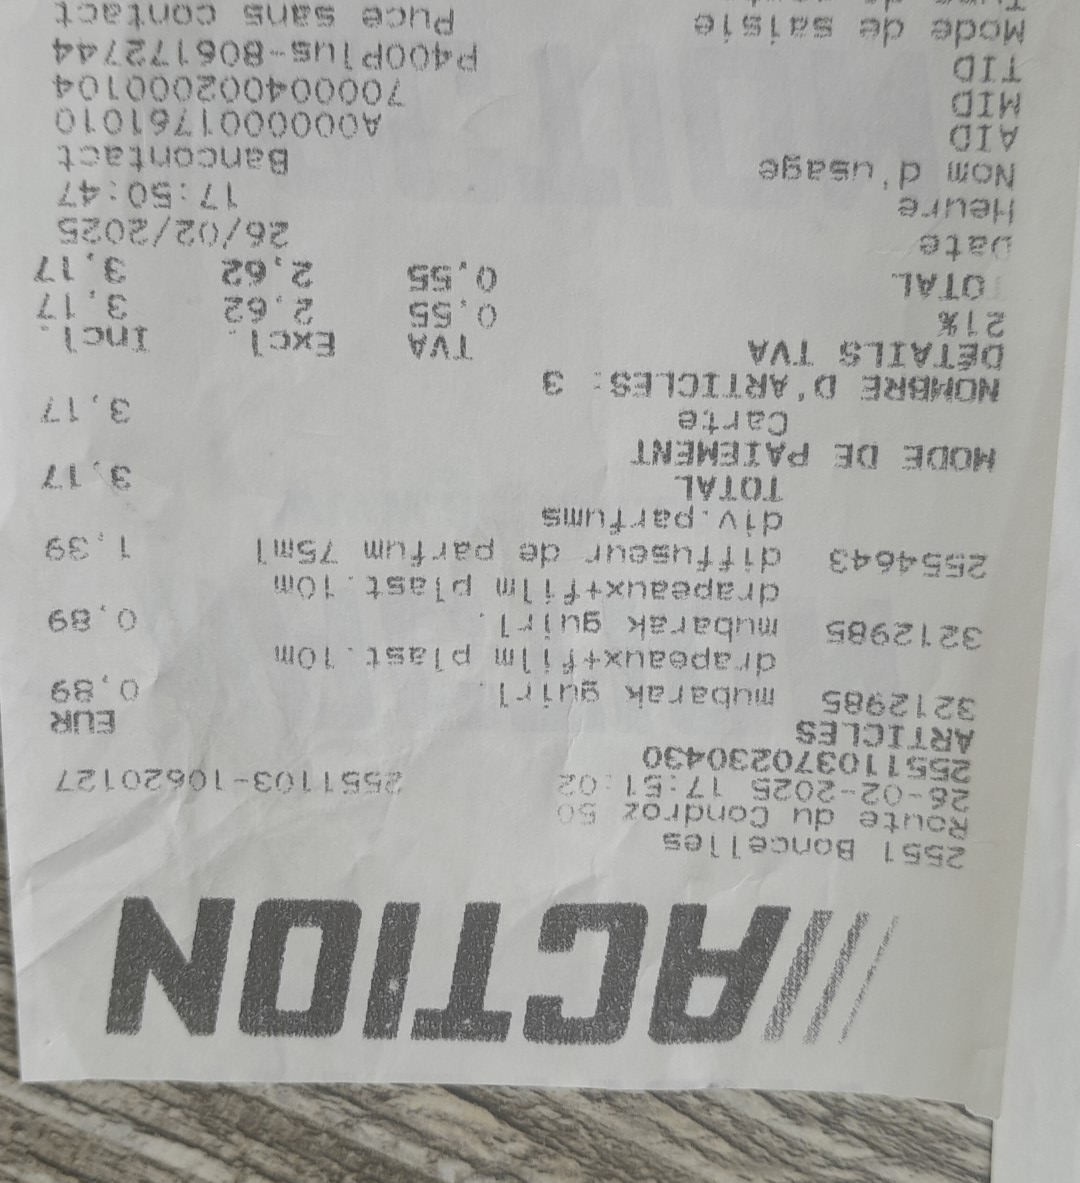 ACTION
2551 Boncelles
Route du Condroz 50
26-02-2025 17:51:02 2551103-10620127
255110370230430
ARTICLES EUR
3212985 mubarak guirl. 0,89
drapeaux+film plast.10m
3212985 mubarak guirl. 0,89
drapeaux+film plast.10m
2554643 diffuseur de parfum 75ml 1,39
div.parfums
TOTAL 3,17
MODE DE PAIEMENT
Carte 3,17
NOMBRE D'ARTICLES: 3
DÉTAILS TVA TVA Excl. Incl.
21% 0,55 2,62 3,17
TOTAL 0,55 2,62 3,17
Date 26/02/2025
Heure 17:50:47
Nom d'usage Bancontact
AID A0000001761010
MID 700004002000104
TID P400Plus-806172744
Mode de saisie Puce sans contact